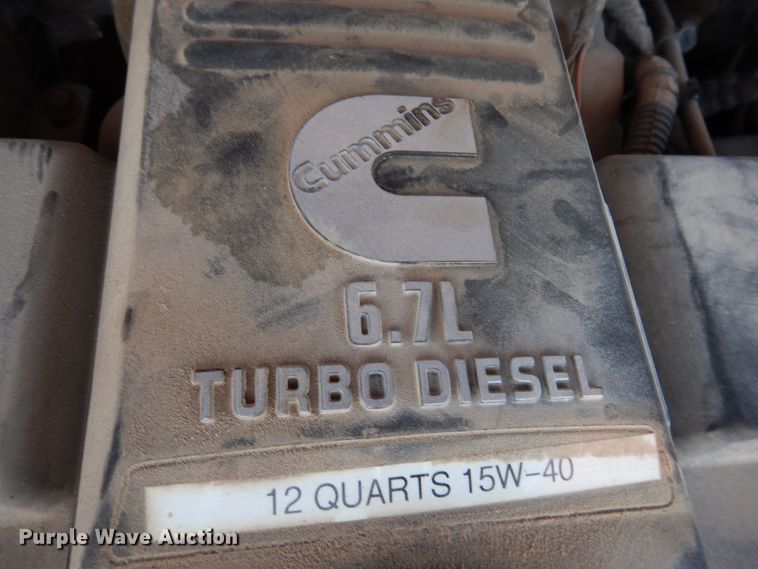 Cummins
6.7L
TURBO DIESEL
12 QUARTS 15W-40
Purple Wave Auction